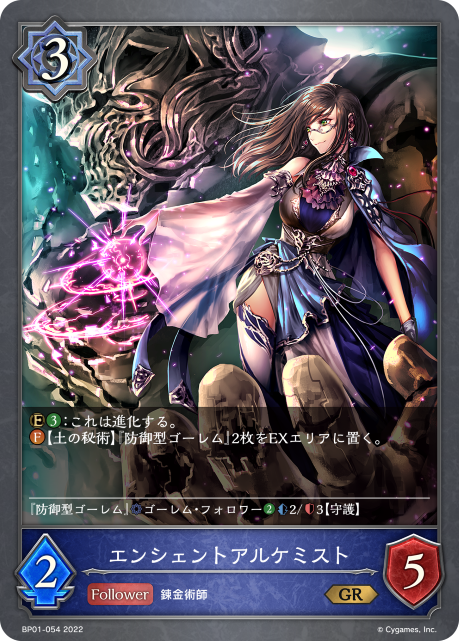 3
E 3:これは進化する。
F【土の秘術】『防御型ゴーレム』2枚をEXエリアに置く。
『防御型ゴーレム』ゴーレム・フォロワー2 2/3【守護】
エンシェントアルケミスト
2
5
Follower 錬金術師
GR
BP01-054 2022
© Cygames, Inc.